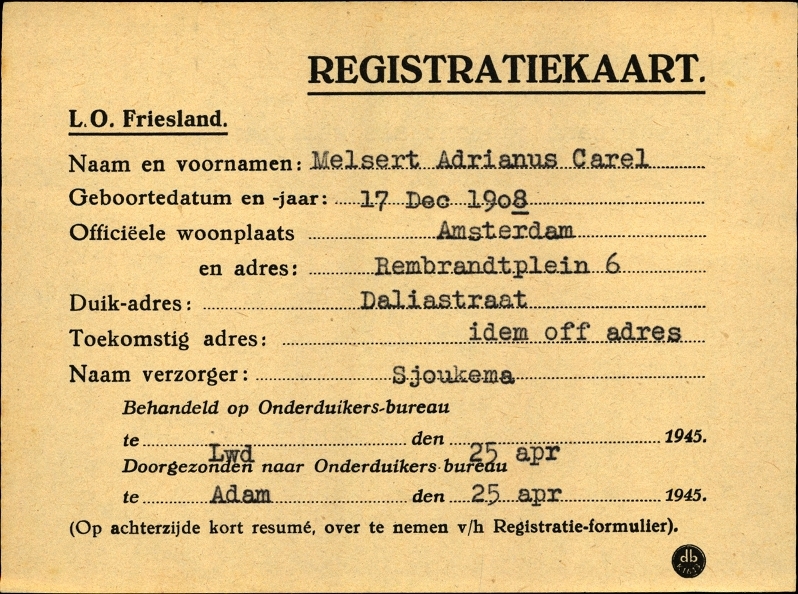 REGISTRATIEKAART.
L.O. Friesland.
Naam en voornamen: Melsert Adrianus Carel
Geboortedatum en -jaar: 17 Dec 1908
Officiëele woonplaats Amsterdam
en adres: Rembrandtplein 6
Duik-adres: Daliastraat
Toekomstig adres: idem off adres
Naam verzorger: Sjoukema
Behandeld op Onderduikers-bureau
te Lwd den 25 apr 1945.
Doorgezonden naar Onderduikers-bureau
te Adam den 25 apr 1945.
(Op achterzijde kort resumé, over te nemen v/h Registratie-formulier).
db